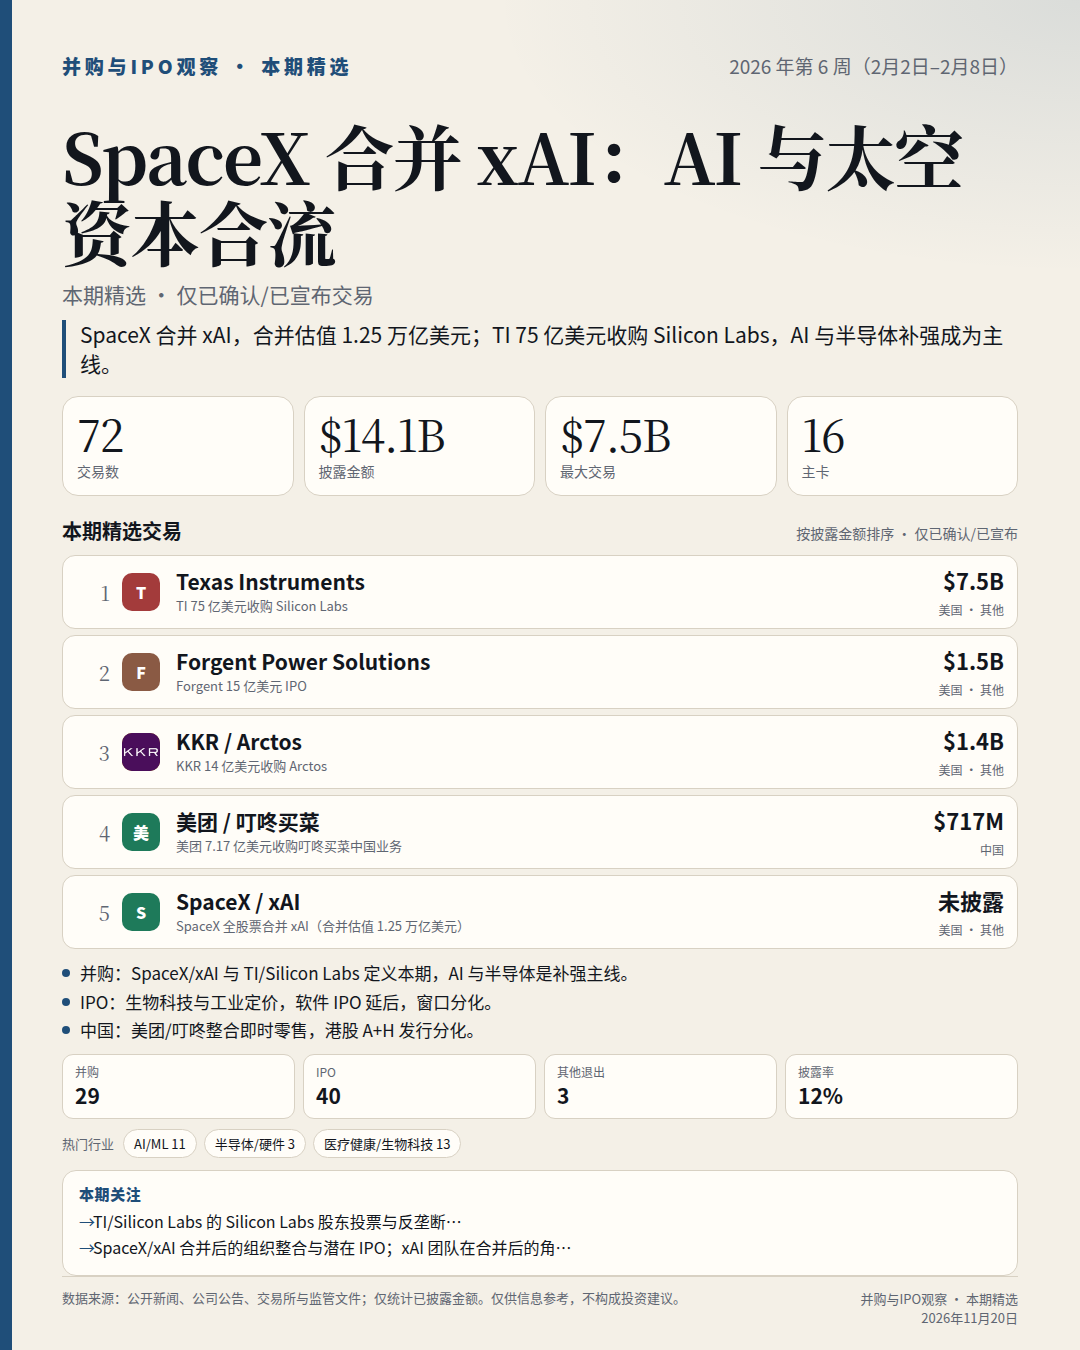 并购与IPO观察 · 本期精选
2026 年第 6 周（2月2日–2月8日）
SpaceX 合并 xAI：AI 与太空
资本合流
本期精选 · 仅已确认/已宣布交易
SpaceX 合并 xAI，合并估值 1.25 万亿美元；TI 75 亿美元收购 Silicon Labs，AI 与半导体补强成为主
线。
72
交易数
$14.1B
披露金额
$7.5B
最大交易
16
主卡
本期精选交易
按披露金额排序 · 仅已确认/已宣布
1
T
Texas Instruments
TI 75 亿美元收购 Silicon Labs
$7.5B
美国 · 其他
2
F
Forgent Power Solutions
Forgent 15 亿美元 IPO
$1.5B
美国 · 其他
3
KKR
KKR / Arctos
KKR 14 亿美元收购 Arctos
$1.4B
美国 · 其他
4
美
美团 / 叮咚买菜
美团 7.17 亿美元收购叮咚买菜中国业务
$717M
中国
5
S
SpaceX / xAI
SpaceX 全股票合并 xAI（合并估值 1.25 万亿美元）
未披露
美国 · 其他
并购：SpaceX/xAI 与 TI/Silicon Labs 定义本期，AI 与半导体是补强主线。
IPO：生物科技与工业定价，软件 IPO 延后，窗口分化。
中国：美团/叮咚整合即时零售，港股 A+H 发行分化。
并购
29
IPO
40
其他退出
3
披露率
12%
热门行业
AI/ML 11
半导体/硬件 3
医疗健康/生物科技 13
本期关注
→TI/Silicon Labs 的 Silicon Labs 股东投票与反垄断…
→SpaceX/xAI 合并后的组织整合与潜在 IPO；xAI 团队在合并后的角…
数据来源：公开新闻、公司公告、交易所与监管文件；仅统计已披露金额。仅供信息参考，不构成投资建议。
并购与IPO观察 · 本期精选
2026年11月20日